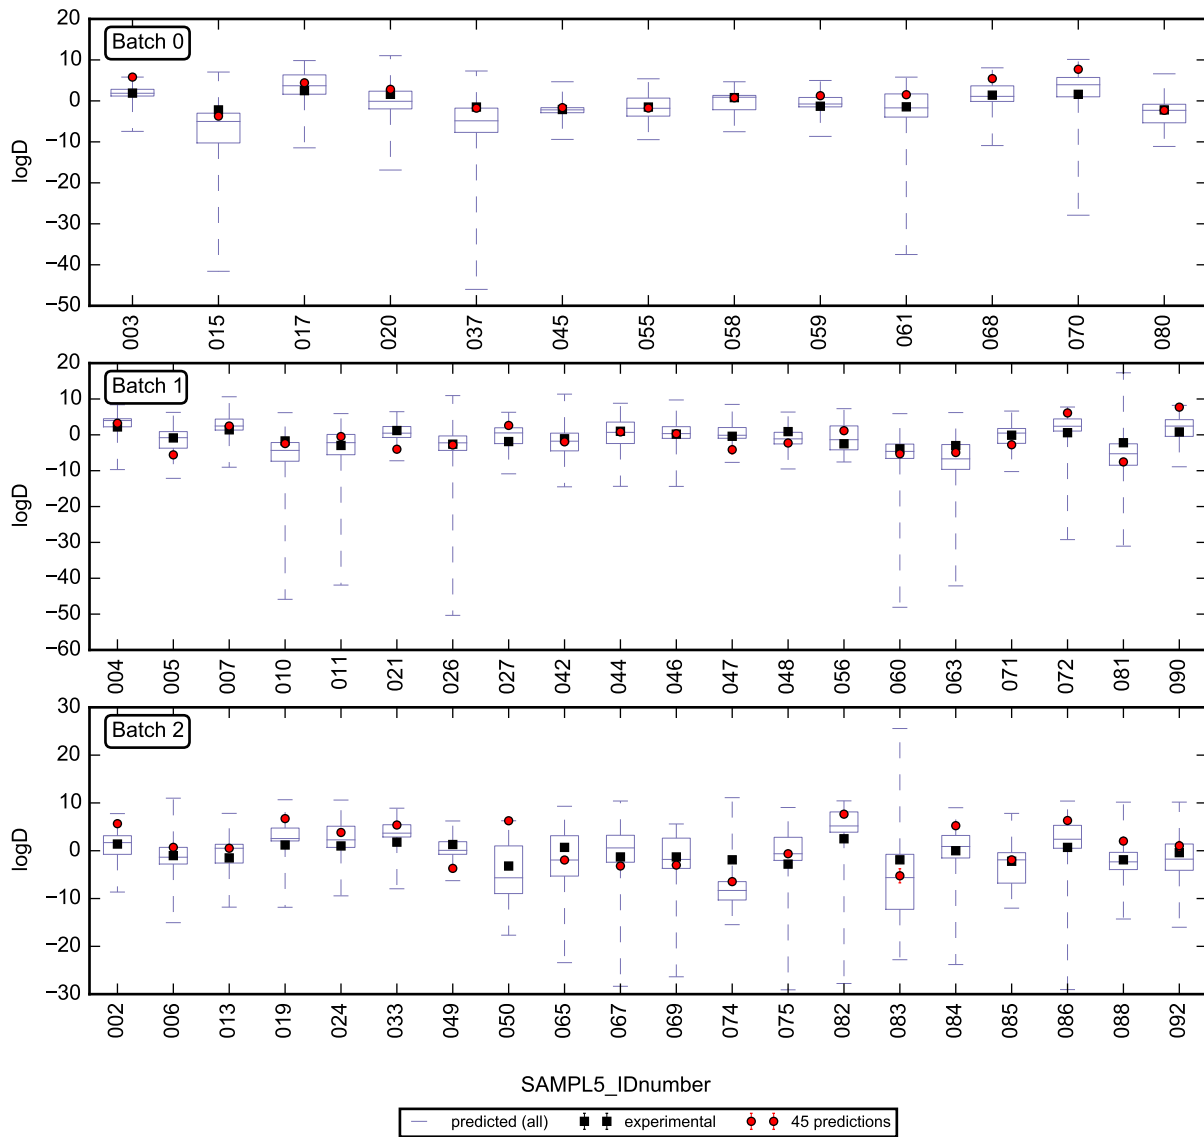 20
Batch 0
10
0
−10
−20
−30
−40
−50
logD
003 015 017 020 037 045 055 058 059 061 068 070 080
20
Batch 1
10
0
−10
−20
−30
−40
−50
−60
logD
004 005 007 010 011 021 026 027 042 044 046 047 048 056 060 063 071 072 081 090
30
Batch 2
20
10
0
−10
−20
−30
logD
002 006 013 019 024 033 049 050 065 067 069 074 075 082 083 084 085 086 088 092
SAMPL5_IDnumber
predicted (all) experimental 45 predictions